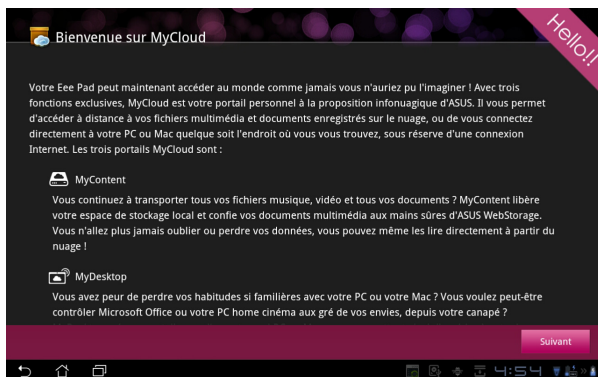 Bienvenue sur MyCloud
Hello!!
Votre Eee Pad peut maintenant accéder au monde comme jamais vous n'auriez pu l'imaginer ! Avec trois
fonctions exclusives, MyCloud est votre portail personnel à la proposition infonuagique d'ASUS. Il vous permet
d'accéder à distance à vos fichiers multimédia et documents enregistrés sur le nuage, ou de vous connectez
directement à votre PC ou Mac quelque soit l'endroit où vous vous trouvez, sous réserve d'une connexion
Internet. Les trois portails MyCloud sont :
MyContent
Vous continuez à transporter tous vos fichiers musique, vidéo et tous vos documents ? MyContent libère
votre espace de stockage local et confie vos documents multimédia aux mains sûres d'ASUS WebStorage.
Vous n'allez plus jamais oublier ou perdre vos données, vous pouvez même les lire directement à partir du
nuage !
MyDesktop
Vous avez peur de perdre vos habitudes si familières avec votre PC ou votre Mac ? Vous voulez peut-être
contrôler Microsoft Office ou votre PC home cinéma aux gré de vos envies, depuis votre canapé ?
Suivant
4:54